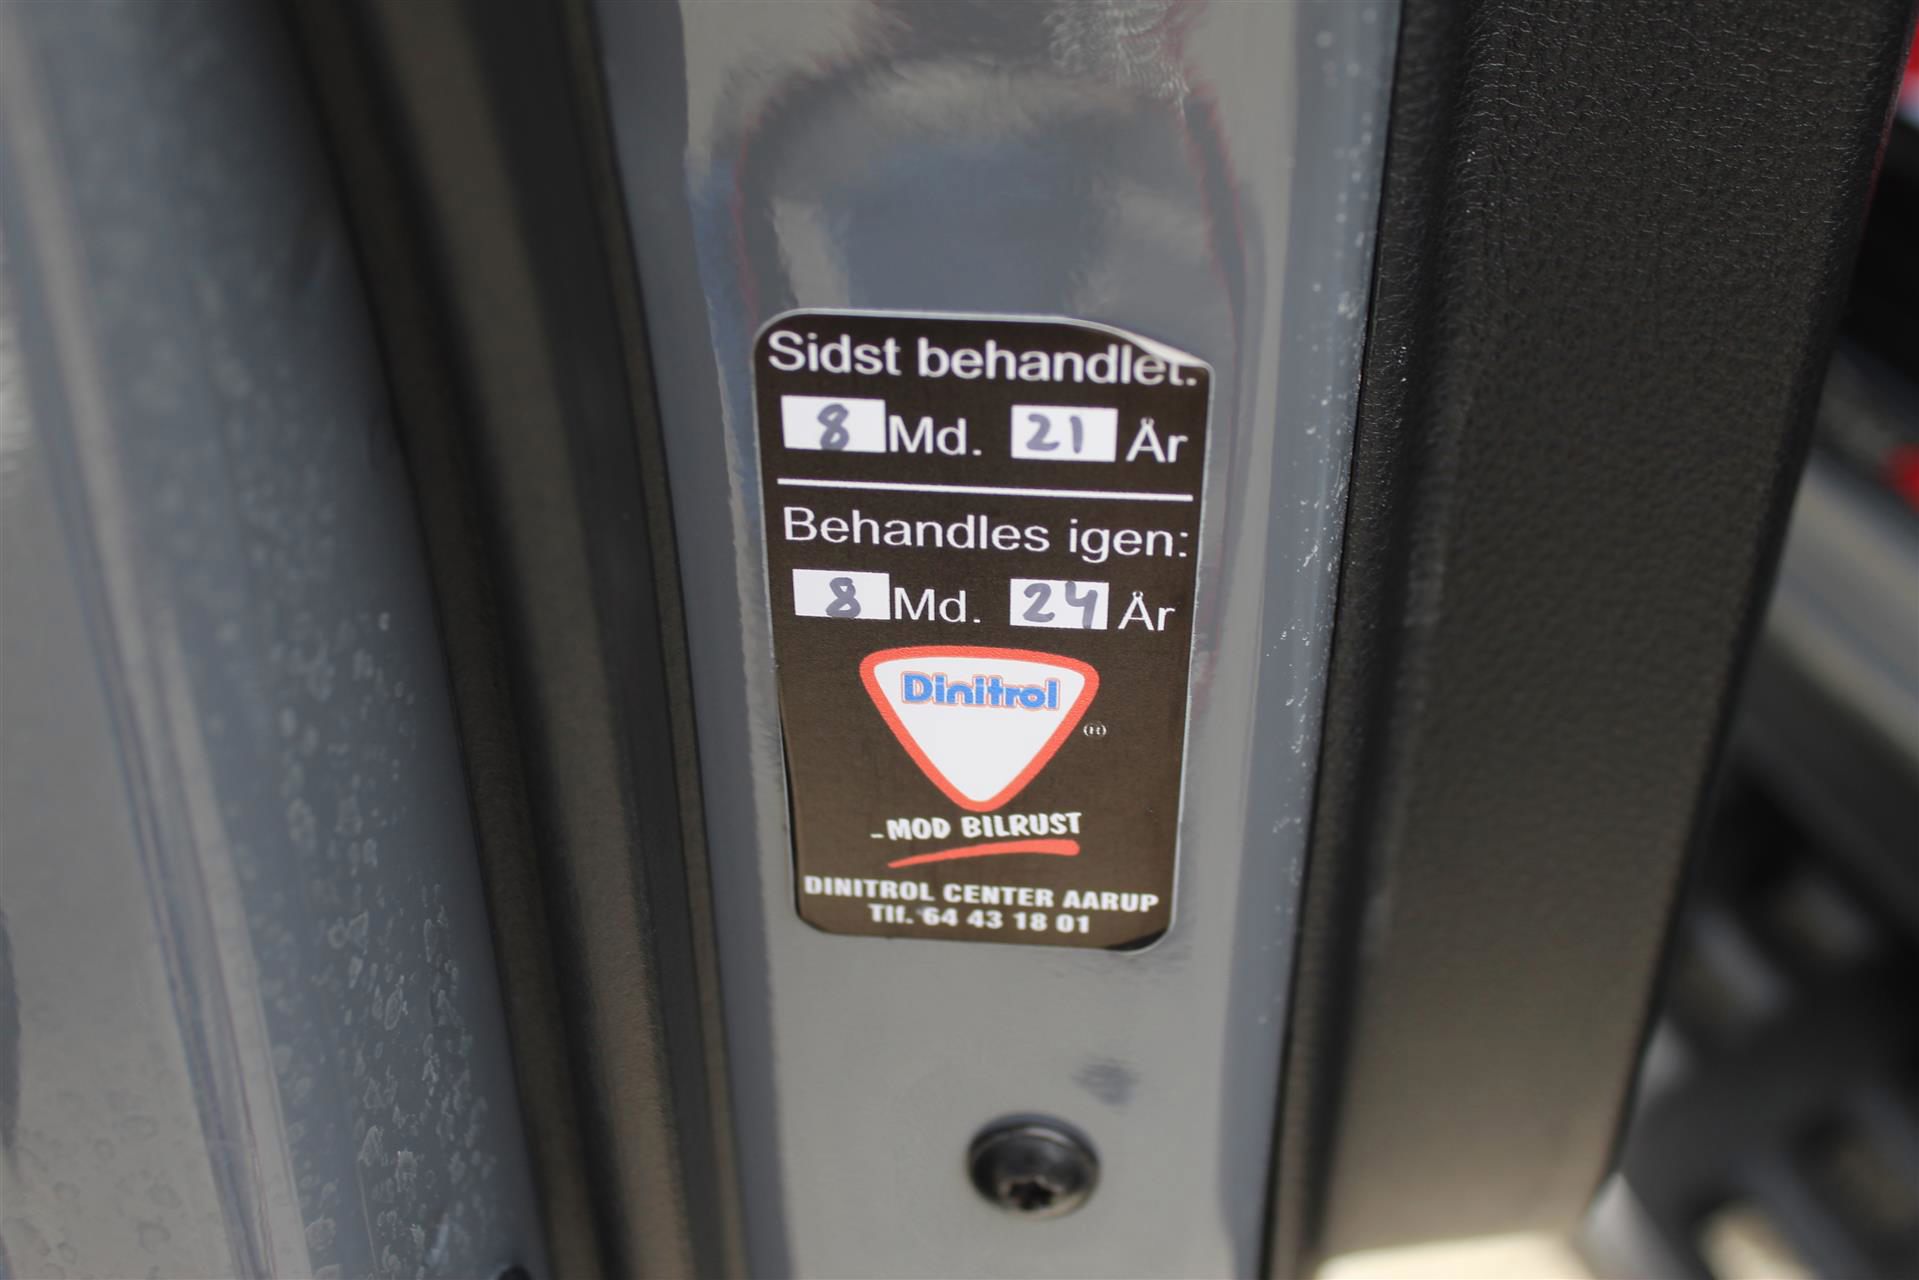 Sidst behandlet:
8 Md. 21 År
Behandles igen:
8 Md. 24 År
Dinitrol
®
-MOD BILRUST
DINITROL CENTER AARUP
Tlf. 64 43 18 01